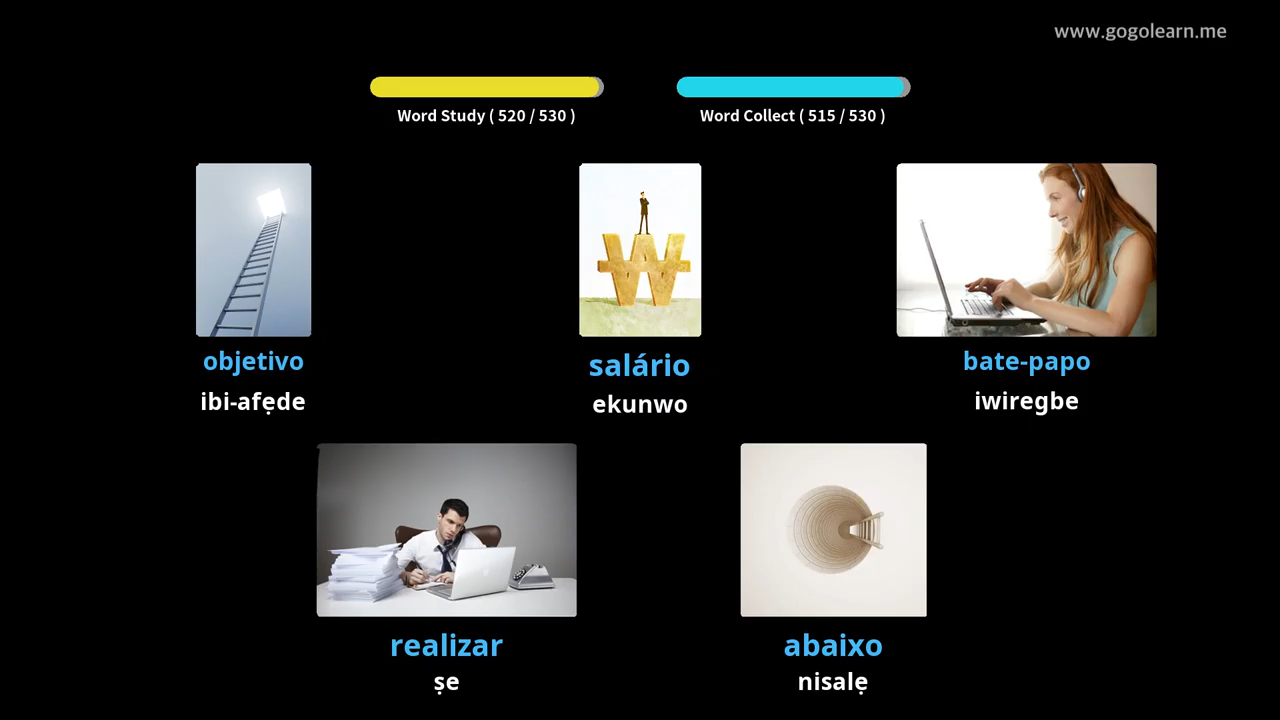 www.gogolearn.me
Word Study ( 520 / 530 )
Word Collect ( 515 / 530 )
objetivo
ibi-afẹde
salário
ekunwo
bate-papo
iwiregbe
realizar
ṣe
abaixo
nisalẹ